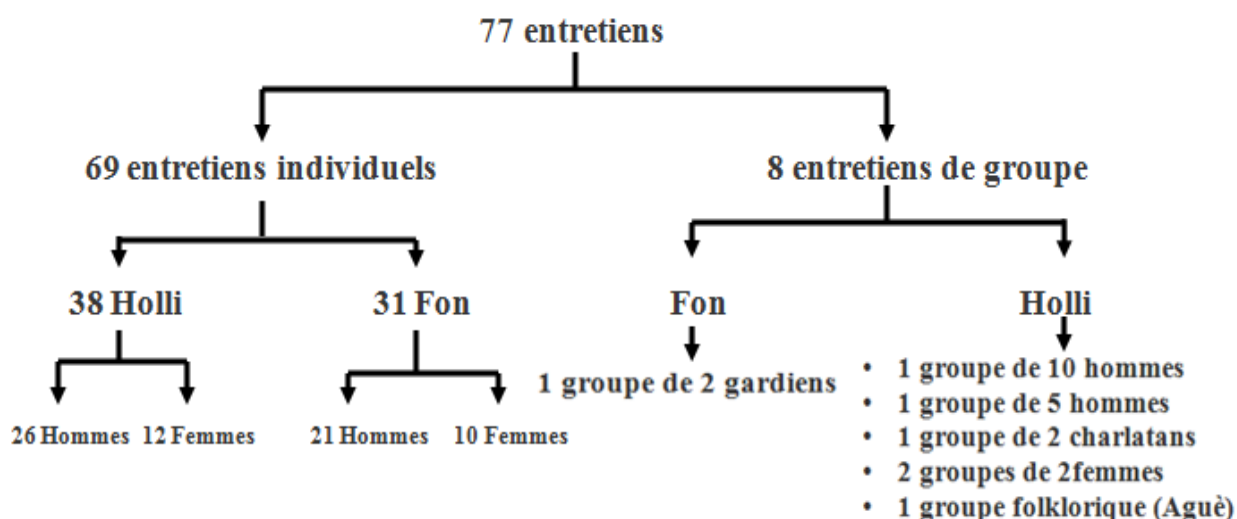 77 entretiens
69 entretiens individuels
8 entretiens de groupe
38 Holli
31 Fon
Fon
Holli
26 Hommes
12 Femmes
21 Hommes
10 Femmes
1 groupe de 2 gardiens
• 1 groupe de 10 hommes
• 1 groupe de 5 hommes
• 1 groupe de 2 charlatans
• 2 groupes de 2femmes
• 1 groupe folklorique (Aguè)